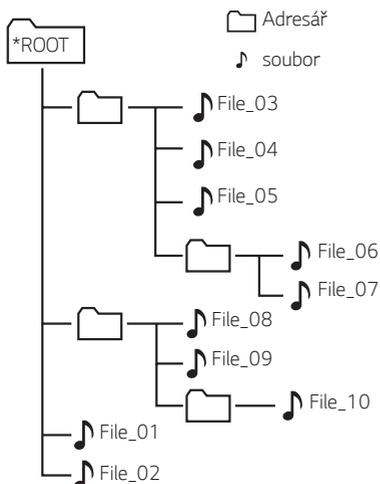 *ROOT
Adresář
soubor
File_03
File_04
File_05
File_06
File_07
File_08
File_09
File_10
File_01
File_02